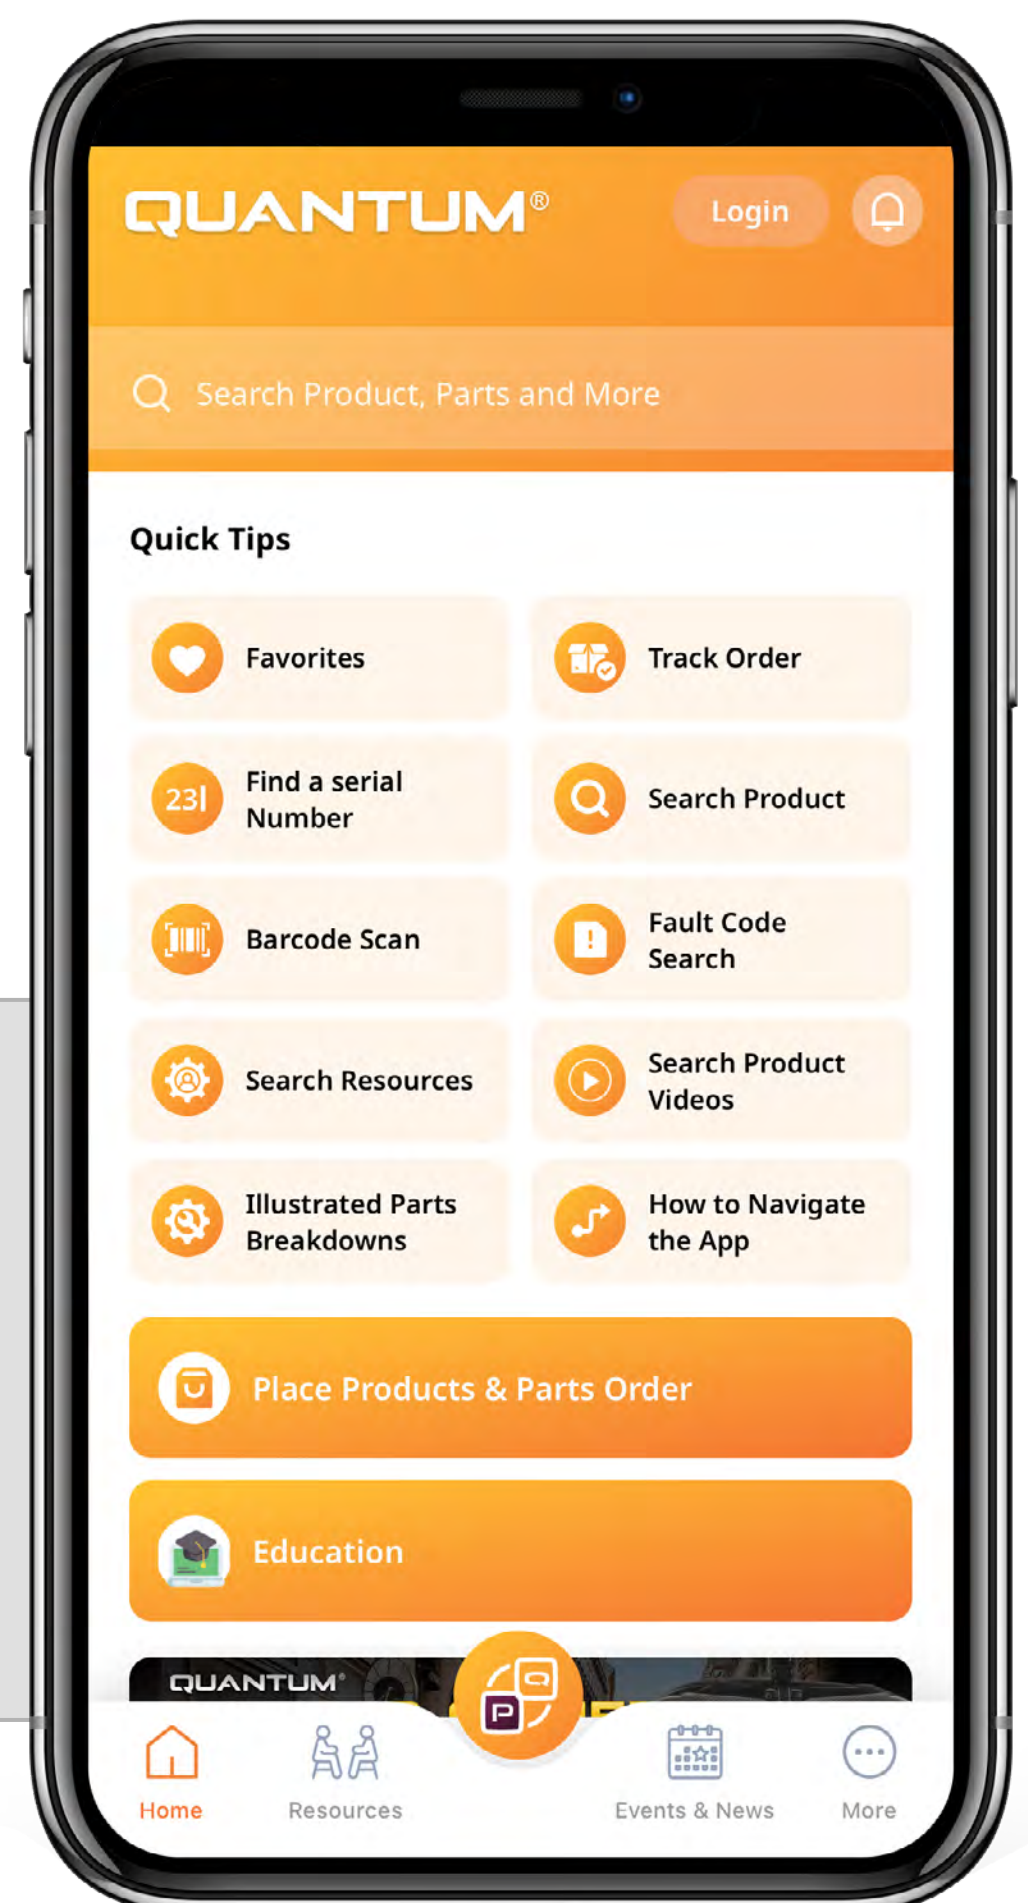 QUANTUM®
Login
Search Product, Parts and More
Quick Tips
Favorites
Track Order
23
Find a serial
Number
Search Product
Barcode Scan
Fault Code
Search
Search Resources
Search Product
Videos
Illustrated Parts
Breakdowns
How to Navigate
the App
Place Products & Parts Order
Education
QUANTUM®
Q
P
Home
Resources
Events & News
More